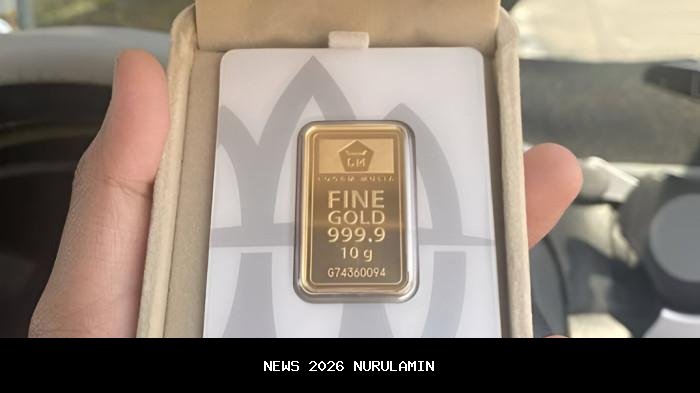 LM
LOGAM MULIA
FINE
GOLD
999.9
10 g
G74360094
NEWS 2026 NURULAMIN